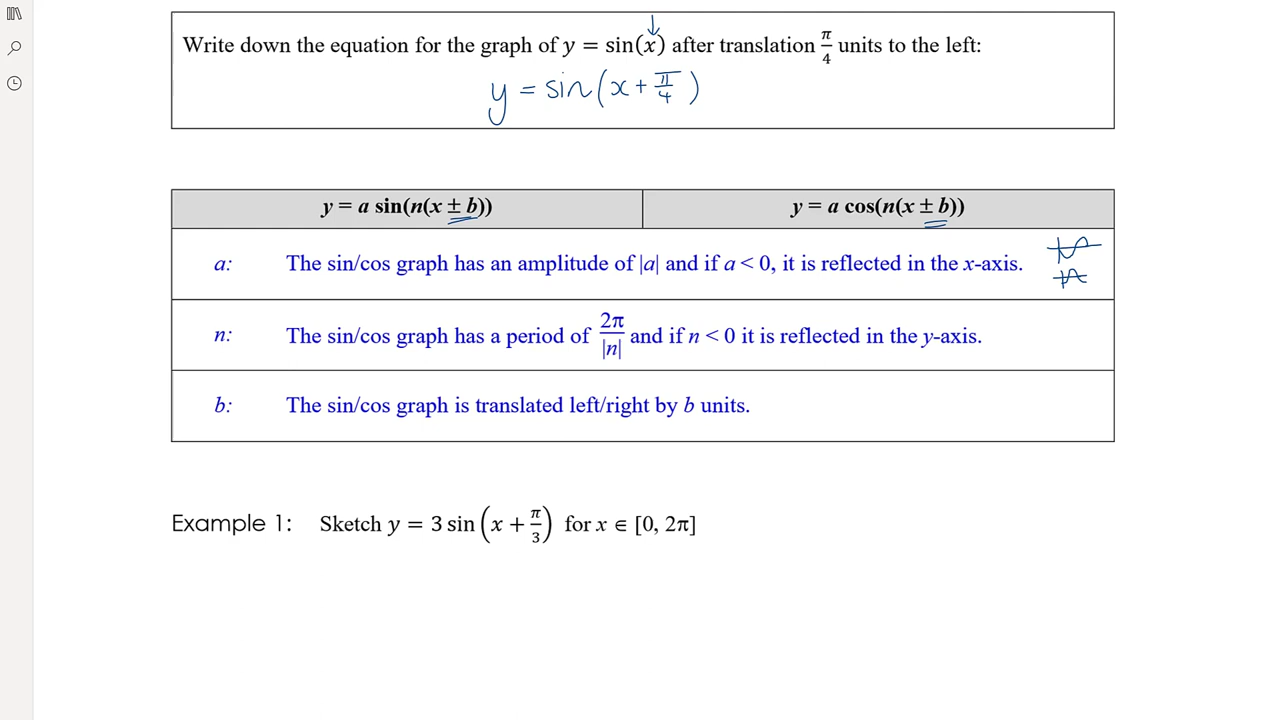 Write down the equation for the graph of y = sin(x) after translation π/4 units to the left:
y = sin(x + π/4)
y = a sin(n(x ± b)) y = a cos(n(x ± b))
a: The sin/cos graph has an amplitude of |a| and if a < 0, it is reflected in the x-axis.
n: The sin/cos graph has a period of 2π/|n| and if n < 0 it is reflected in the y-axis.
b: The sin/cos graph is translated left/right by b units.
Example 1: Sketch y = 3 sin(x + π/3) for x ∈ [0, 2π]